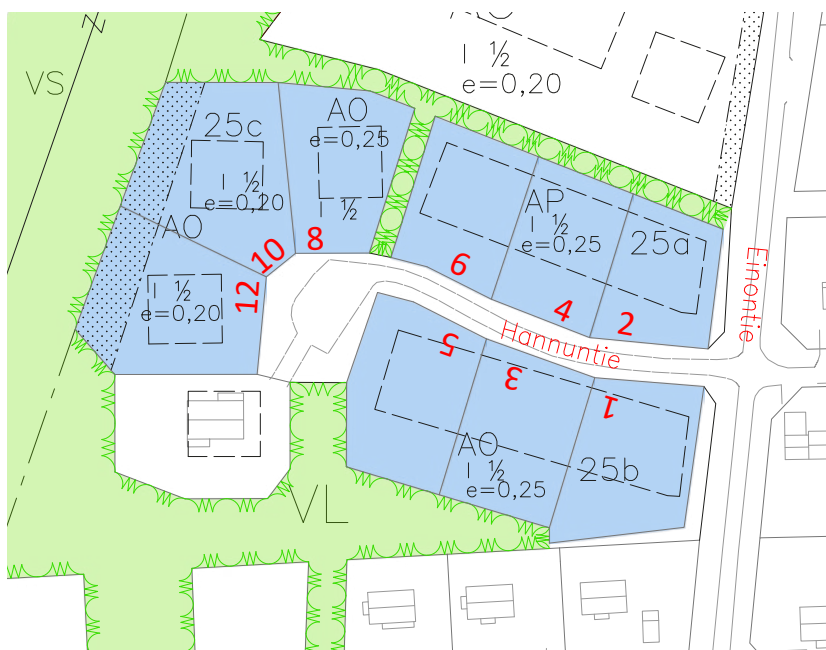 AO
I ½
e=0,20
VS
25c
I ½
e=0,20
AO
e=0,25
I ½
AP
I ½
e=0,25
25a
AO
I ½
e=0,20
12
10
8
6
4
2
Einontie
Hannuntie
5
3
1
AO
I ½
e=0,25
25b
VL